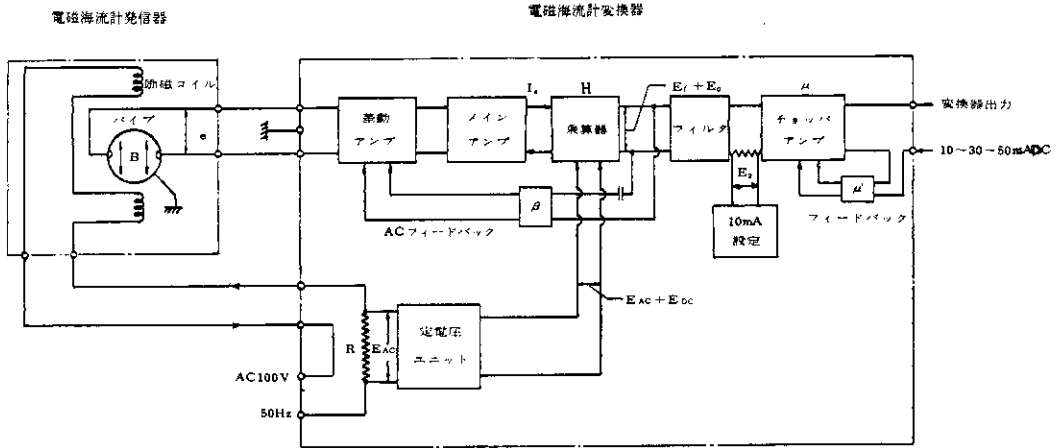 電磁海流計発信器
電磁海流計変換器
励磁コイル
パイプ
B
e
差動
アンプ
メイン
アンプ
I
H
乗算器
フィルタ
μ
チョッパ
アンプ
変換器出力
10～30～50mADC
β
ACフィードバック
10mA
設定
μ'
フィードバック
EAC+EDC
R
EAC
定電圧
ユニット
AC100V
50Hz